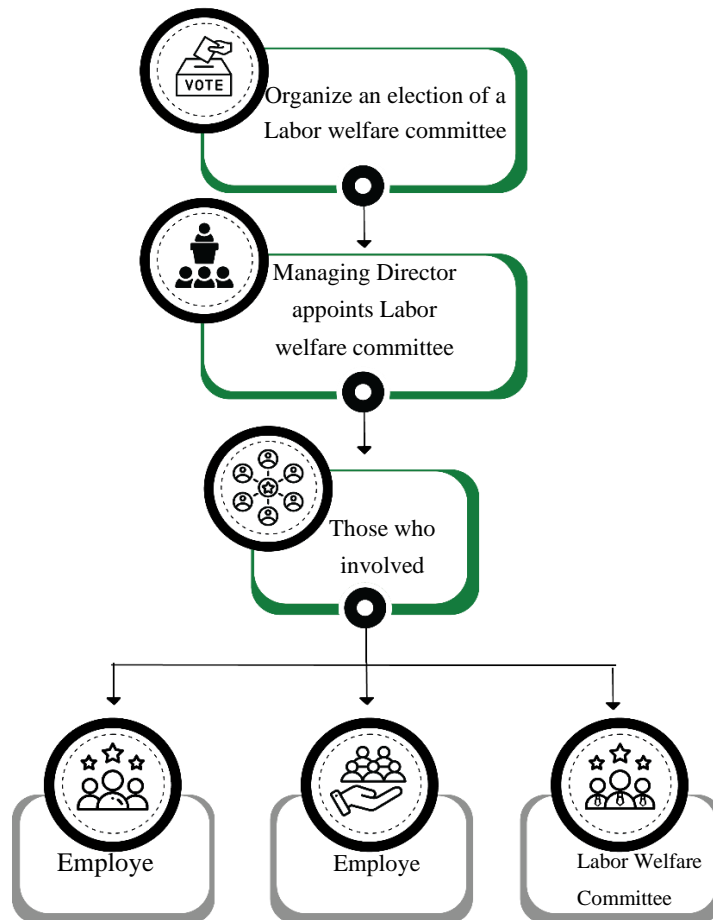 VOTE
Organize an election of a
Labor welfare committee
Managing Director
appoints Labor
welfare committee
Those who
involved
Employe
Employe
Labor Welfare
Committee